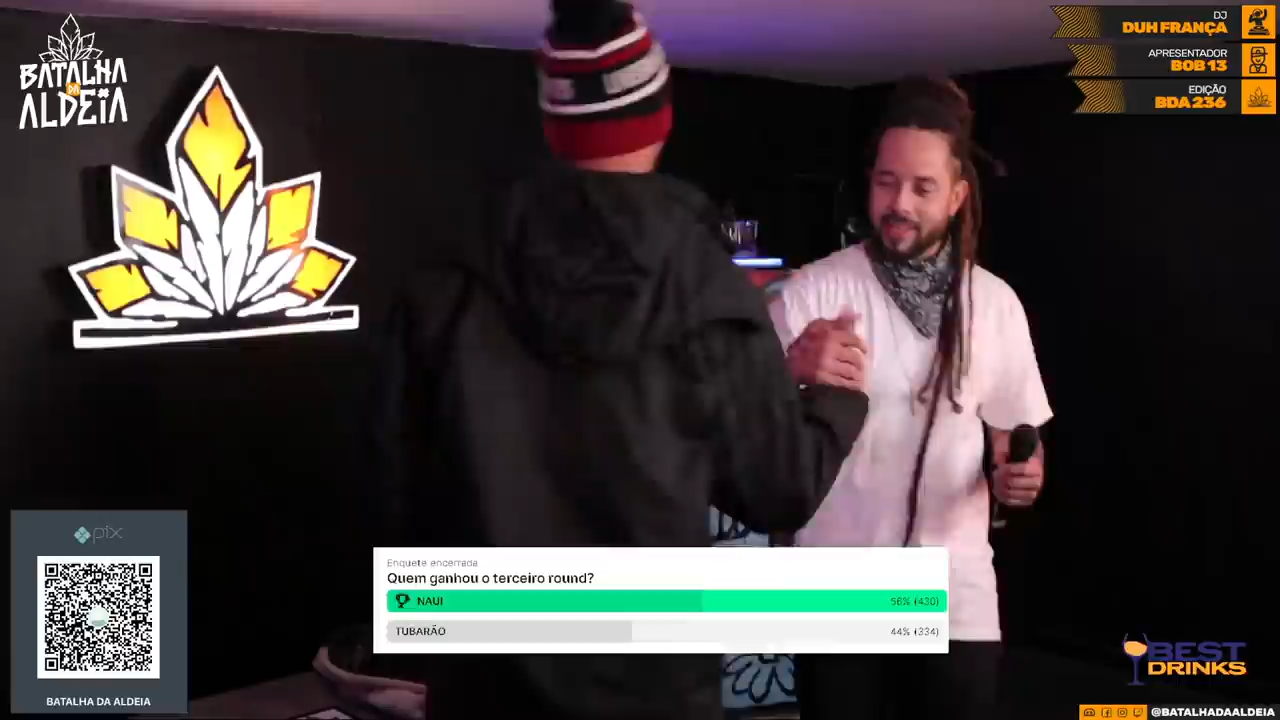 BATALHA
DA
ALDEIA
DJ
DUH FRANÇA
APRESENTADOR
BOB 13
EDIÇÃO
BDA 236
pix
BATALHA DA ALDEIA
Enquete encerrada
Quem ganhou o terceiro round?
NAUI
56% (430)
TUBARÃO
44% (334)
BEST
DRINKS
@BATALHADAALDEIA